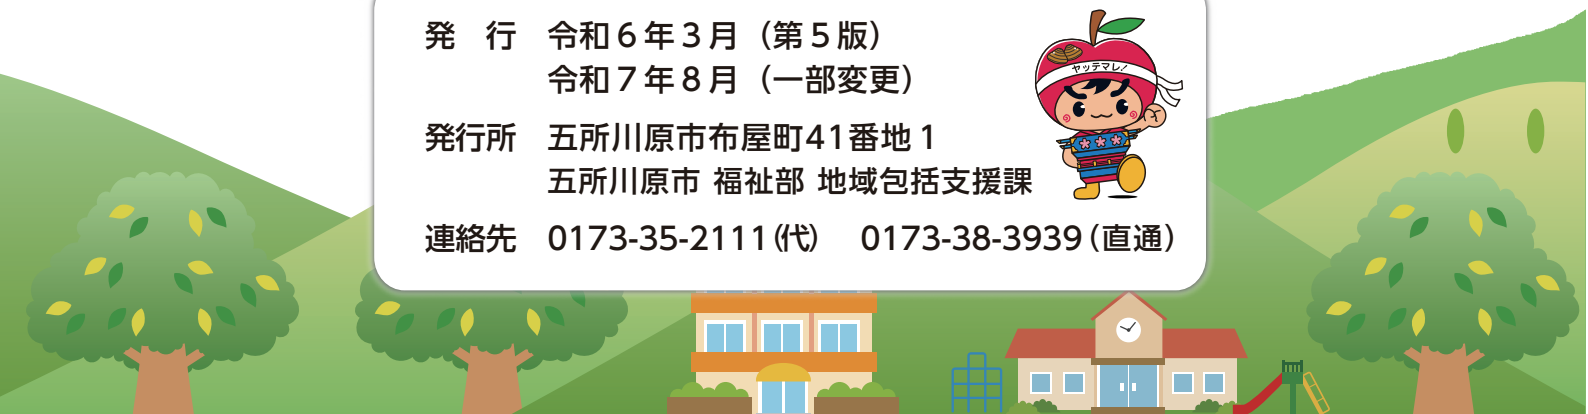 発　行　令和６年３月（第５版）
令和７年８月（一部変更）
発行所　五所川原市布屋町41番地１
五所川原市 福祉部 地域包括支援課
連絡先　0173-35-2111（代）　0173-38-3939（直通）
ヤッテマレ！